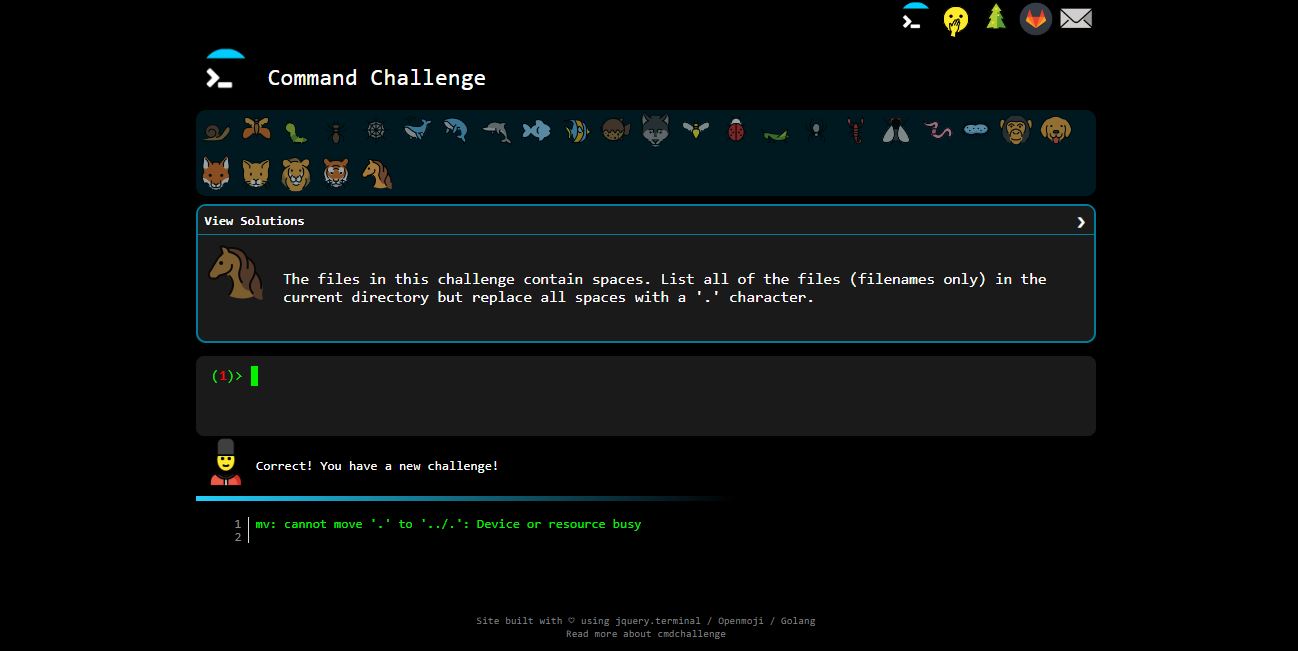 Command Challenge
View Solutions
The files in this challenge contain spaces. List all of the files (filenames only) in the
current directory but replace all spaces with a '.' character.
(1)>
Correct! You have a new challenge!
1 mv: cannot move '.' to '../.': Device or resource busy
2
Site built with ♡ using jquery.terminal / Openmoji / Golang
Read more about cmdchallenge